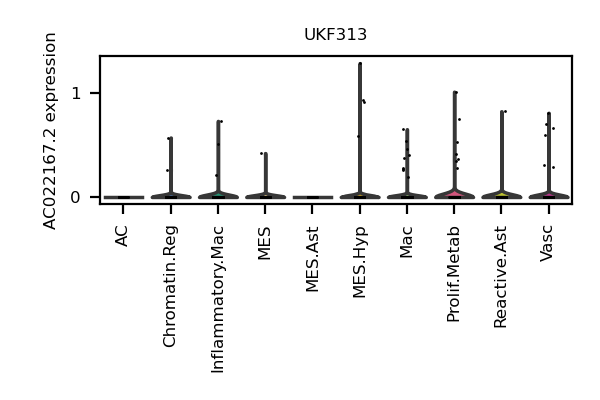 UKF313
AC022167.2 expression
1
0
AC
Chromatin.Reg
Inflammatory.Mac
MES
MES.Ast
MES.Hyp
Mac
Prolif.Metab
Reactive.Ast
Vasc